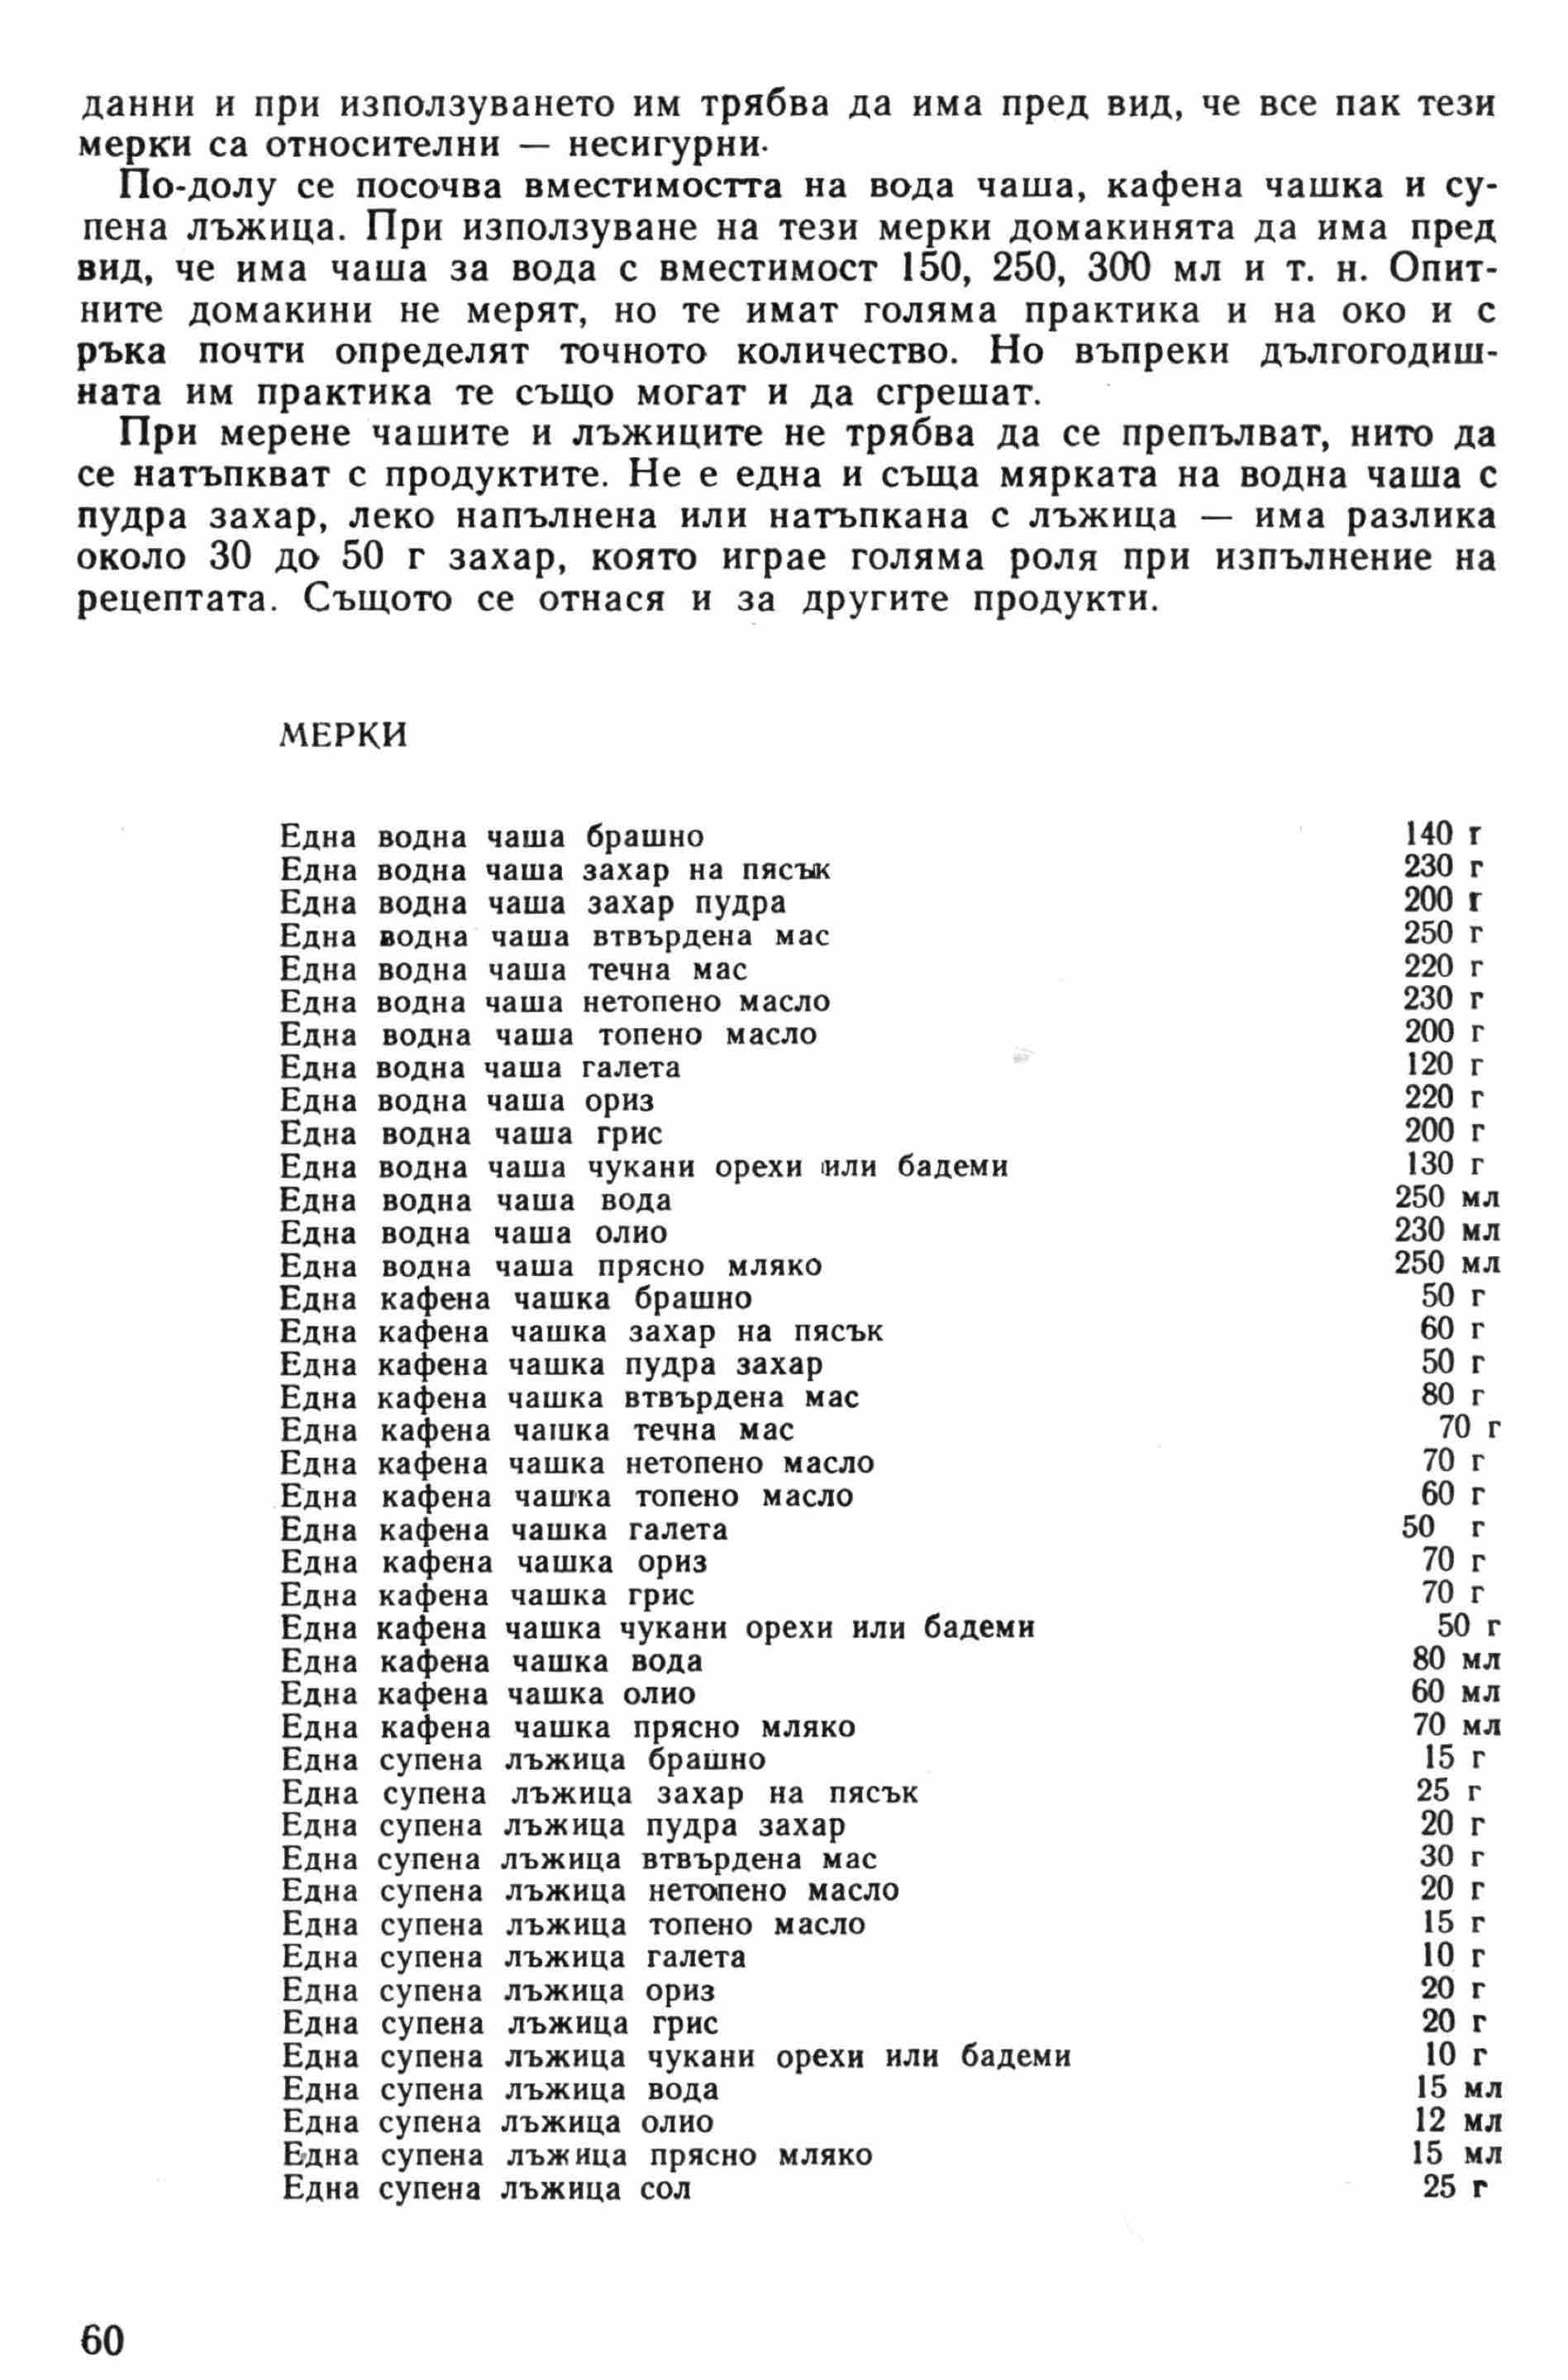 данни и при използуването им трябва да има пред вид, че все пак тези
мерки са относителни — несигурни.
По-долу се посочва вместимостта на вода чаша, кафена чашка и су-
пена лъжица. При използуване на тези мерки домакинята да има пред
вид, че има чаша за вода с вместимост 150, 250, 300 мл и т. н. Опит-
ните домакини не мерят, но те имат голяма практика и на око и с
ръка почти определят точното количество. Но въпреки дългогодиш-
ната им практика те също могат и да сгрешат.
При мерене чашите и лъжиците не трябва да се препълват, нито да
се натъпкват с продуктите. Не е една и съща мярката на водна чаша с
пудра захар, леко напълнена или натъпкана с лъжица — има разлика
около 30 до 50 г захар, която играе голяма роля при изпълнение на
рецептата. Същото се отнася и за другите продукти.
МЕРКИ
Една водна чаша брашно 140 г
Една водна чаша захар на пясък 230 г
Една водна чаша захар пудра 200 г
Една водна чаша втвърдена мас 250 г
Една водна чаша течна мас 220 г
Една водна чаша нетопено масло 230 г
Една водна чаша топено масло 200 г
Една водна чаша галета 120 г
Една водна чаша ориз 220 г
Една водна чаша грис 200 г
Една водна чаша чукани орехи или бадеми 130 г
Една водна чаша вода 250 мл
Една водна чаша олио 230 мл
Една водна чаша прясно мляко 250 мл
Една кафена чашка брашно 50 г
Една кафена чашка захар на пясък 60 г
Една кафена чашка пудра захар 50 г
Една кафена чашка втвърдена мас 80 г
Една кафена чашка течна мас 70 г
Една кафена чашка нетопено масло 70 г
Една кафена чашка топено масло 60 г
Една кафена чашка галета 50 г
Една кафена чашка ориз 70 г
Една кафена чашка грис 70 г
Една кафена чашка чукани орехи или бадеми 50 г
Една кафена чашка вода 80 мл
Една кафена чашка олио 60 мл
Една кафена чашка прясно мляко 70 мл
Една супена лъжица брашно 15 г
Една супена лъжица захар на пясък 25 г
Една супена лъжица пудра захар 20 г
Една супена лъжица втвърдена мас 30 г
Една супена лъжица нетопено масло 20 г
Една супена лъжица топено масло 15 г
Една супена лъжица галета 10 г
Една супена лъжица ориз 20 г
Една супена лъжица грис 20 г
Една супена лъжица чукани орехи или бадеми 10 г
Една супена лъжица вода 15 мл
Една супена лъжица олио 12 мл
Една супена лъжица прясно мляко 15 мл
Една супена лъжица сол 25 г
60